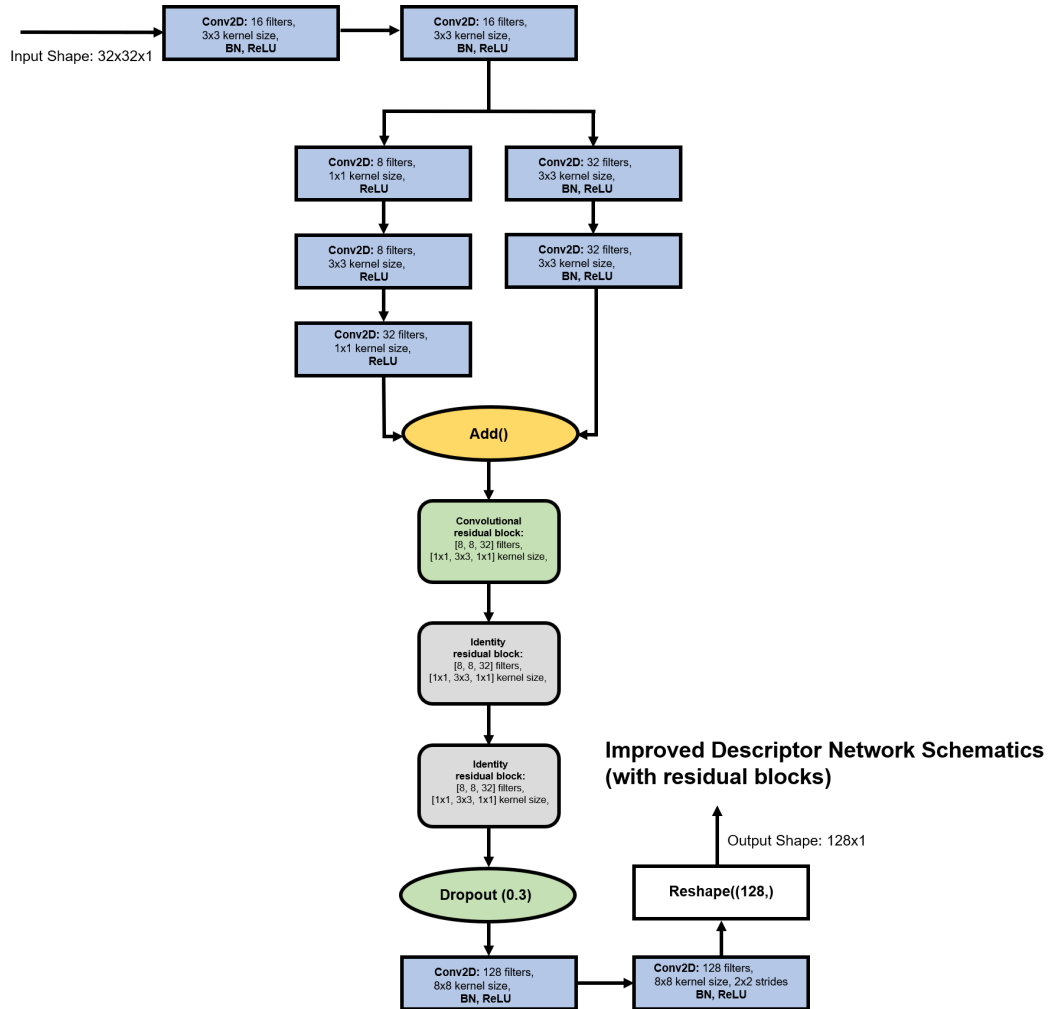 Input Shape: 32x32x1
Conv2D: 16 filters,
3x3 kernel size,
BN, ReLU
Conv2D: 16 filters,
3x3 kernel size,
BN, ReLU
Conv2D: 8 filters,
1x1 kernel size,
ReLU
Conv2D: 32 filters,
3x3 kernel size,
BN, ReLU
Conv2D: 8 filters,
3x3 kernel size,
ReLU
Conv2D: 32 filters,
3x3 kernel size,
BN, ReLU
Conv2D: 32 filters,
1x1 kernel size,
ReLU
Add()
Convolutional
residual block:
[8, 8, 32] filters,
[1x1, 3x3, 1x1] kernel size,
Identity
residual block:
[8, 8, 32] filters,
[1x1, 3x3, 1x1] kernel size,
Identity
residual block:
[8, 8, 32] filters,
[1x1, 3x3, 1x1] kernel size,
Dropout (0.3)
Conv2D: 128 filters,
8x8 kernel size,
BN, ReLU
Conv2D: 128 filters,
8x8 kernel size, 2x2 strides
BN, ReLU
Reshape((128,)
Output Shape: 128x1
Improved Descriptor Network Schematics
(with residual blocks)